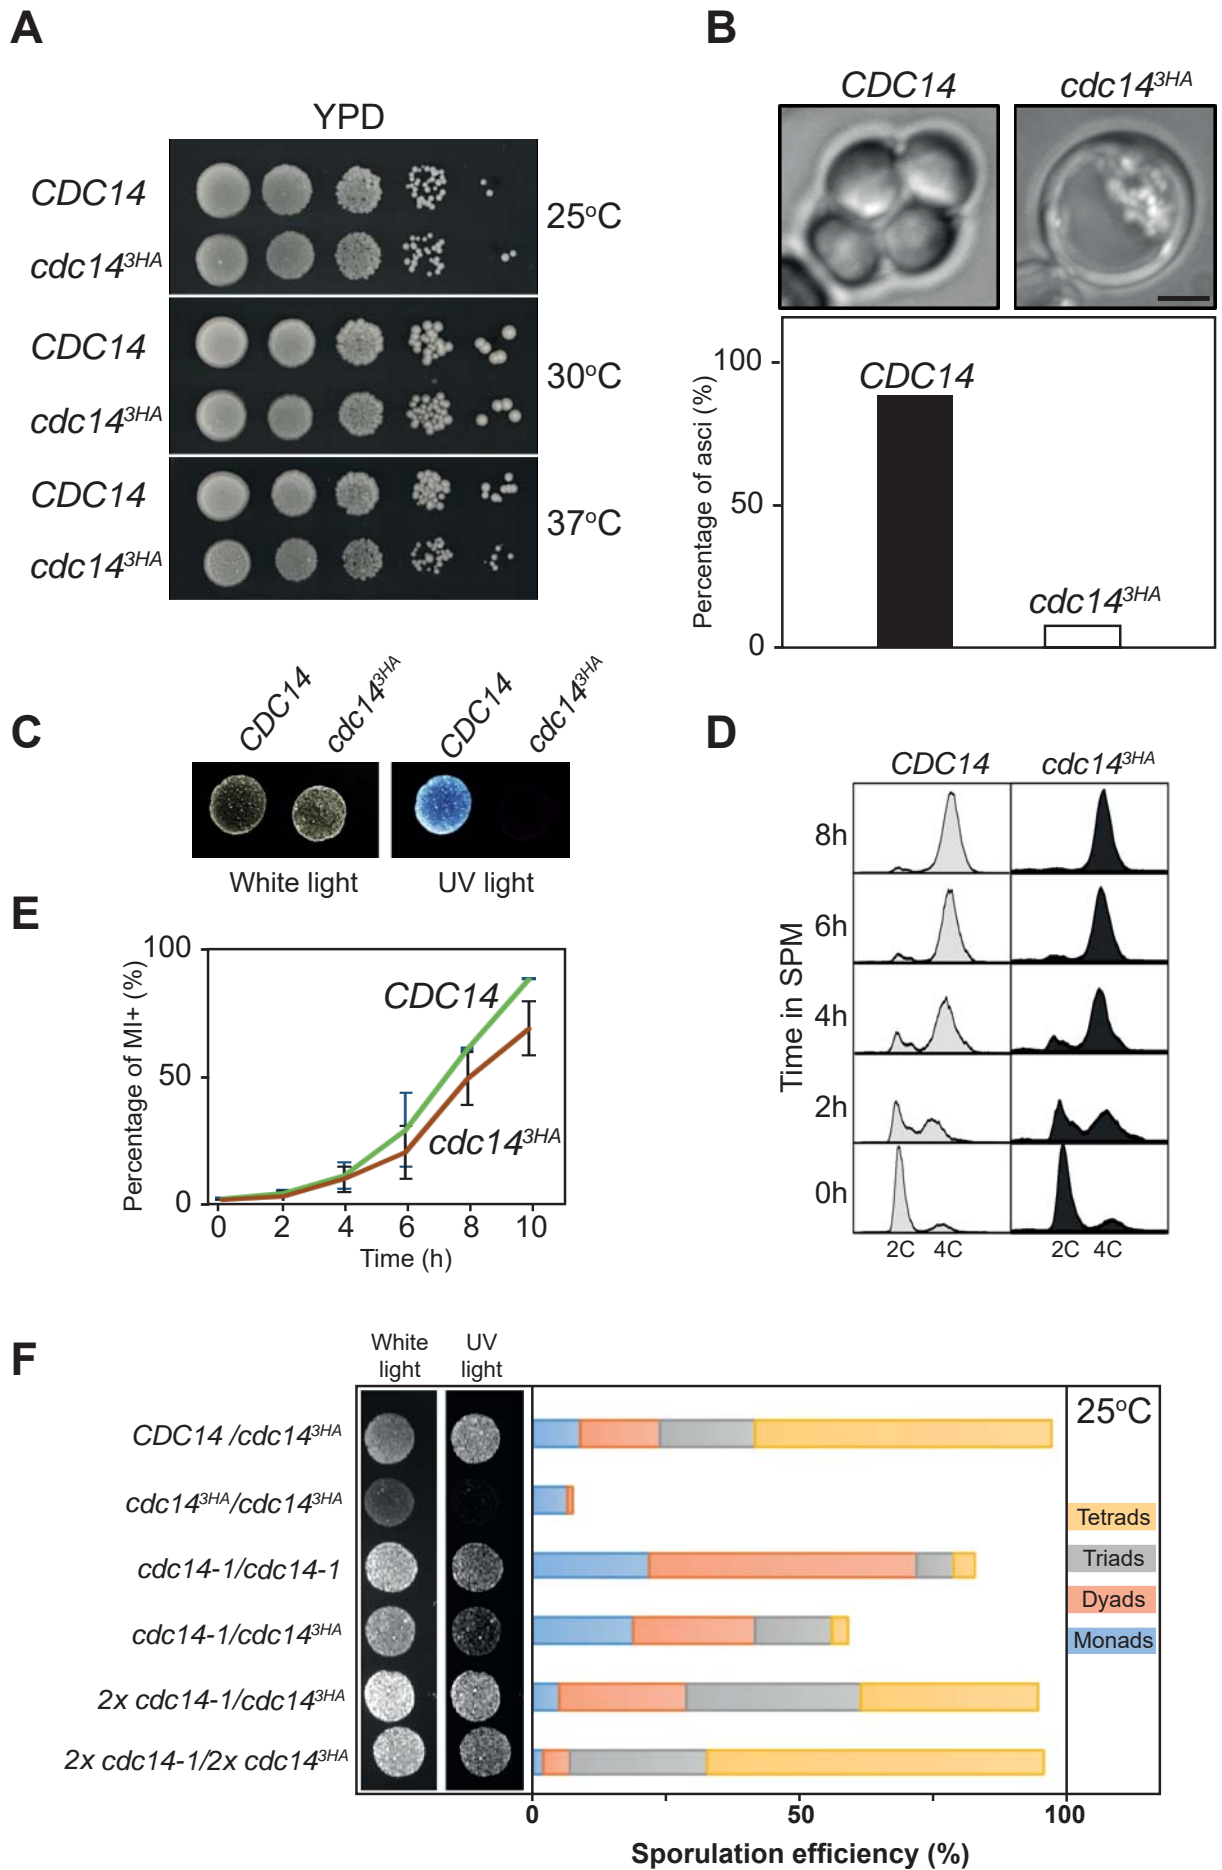 A
YPD
CDC14
cdc14^3HA
25°C
CDC14
cdc14^3HA
30°C
CDC14
cdc14^3HA
37°C
B
CDC14
cdc14^3HA
Percentage of asci (%)
100
50
0
CDC14
cdc14^3HA
C
CDC14
cdc14^3HA
CDC14
cdc14^3HA
White light
UV light
D
CDC14
cdc14^3HA
Time in SPM
8h
6h
4h
2h
0h
2C
4C
2C
4C
E
Percentage of MI+ (%)
100
50
0
CDC14
cdc14^3HA
0
2
4
6
8
10
Time (h)
F
White light
UV light
25°C
CDC14 /cdc14^3HA
cdc14^3HA/cdc14^3HA
cdc14-1/cdc14-1
cdc14-1/cdc14^3HA
2x cdc14-1/cdc14^3HA
2x cdc14-1/2x cdc14^3HA
Tetrads
Triads
Dyads
Monads
0
50
100
Sporulation efficiency (%)